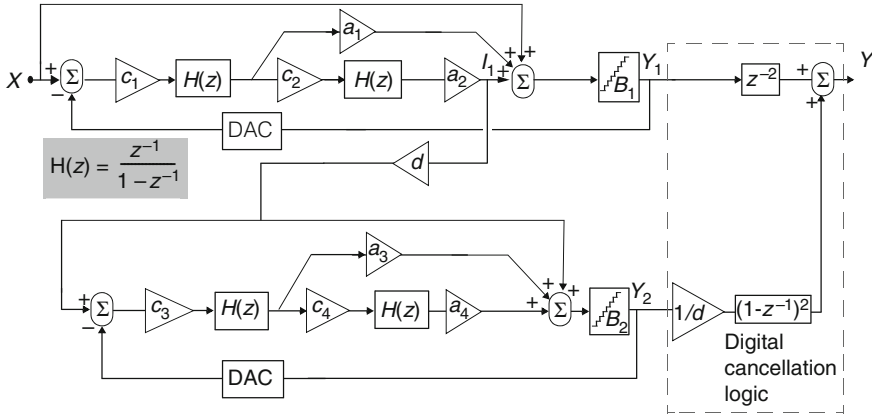 X
+
−
Σ
c₁
H(z)
c₂
H(z)
a₁
a₂
I₁
+
+
+
Σ
B₁
Y₁
z⁻²
+
+
Σ
Y
DAC
H(z) = z⁻¹ / 1 – z⁻¹
d
+
−
Σ
c₃
H(z)
c₄
H(z)
a₃
a₄
+
+
+
Σ
B₂
Y₂
1/d
(1-z⁻¹)²
DAC
Digital
cancellation
logic